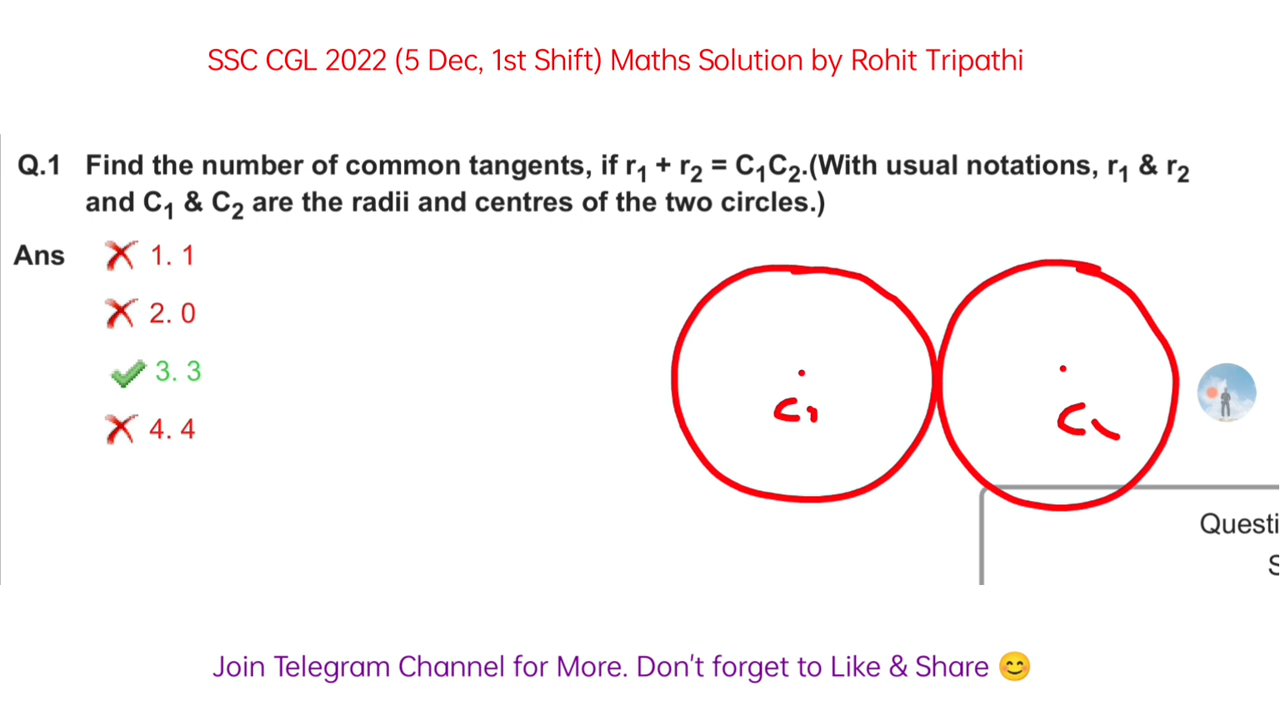 SSC CGL 2022 (5 Dec, 1st Shift) Maths Solution by Rohit Tripathi
Q.1 Find the number of common tangents, if r₁ + r₂ = C₁C₂.(With usual notations, r₁ & r₂
and C₁ & C₂ are the radii and centres of the two circles.)
Ans 1. 1
2. 0
3. 3
4. 4
C₁
C₂
Questi
S
Join Telegram Channel for More. Don't forget to Like & Share 😊